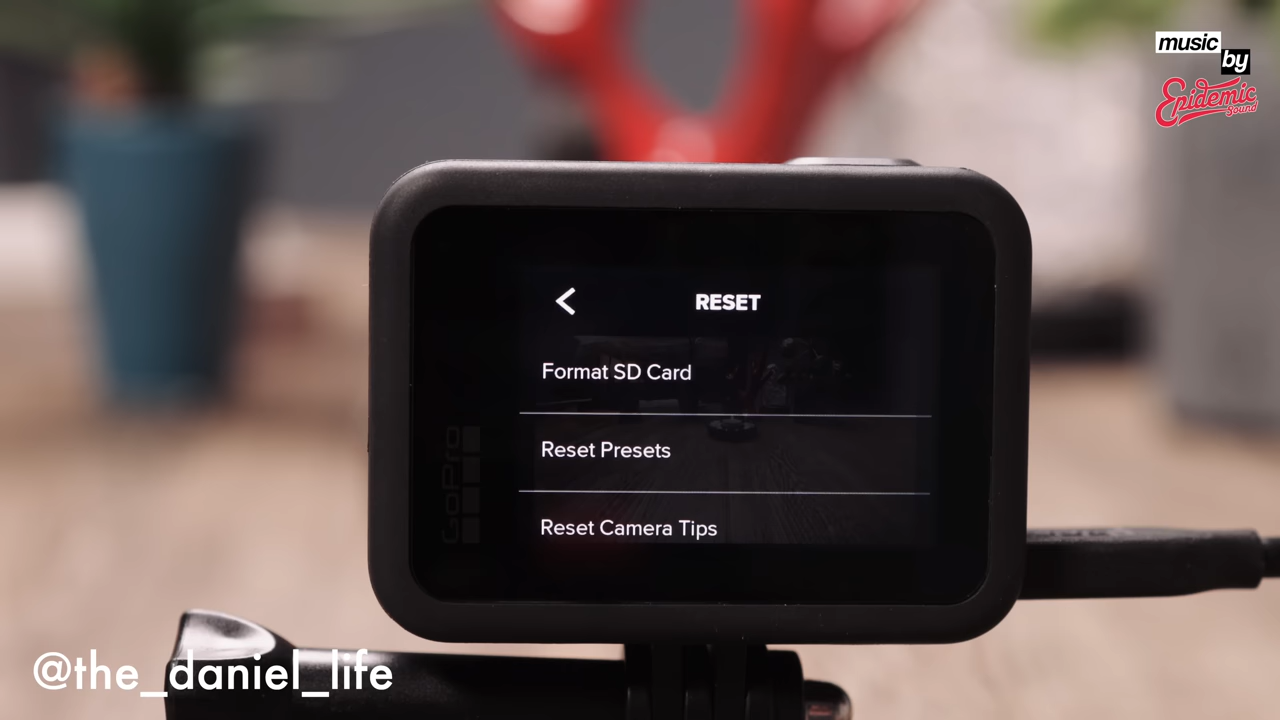 music
by
Epidemic
Sound
RESET
Format SD Card
Reset Presets
Reset Camera Tips
GoPro
@the_daniel_life